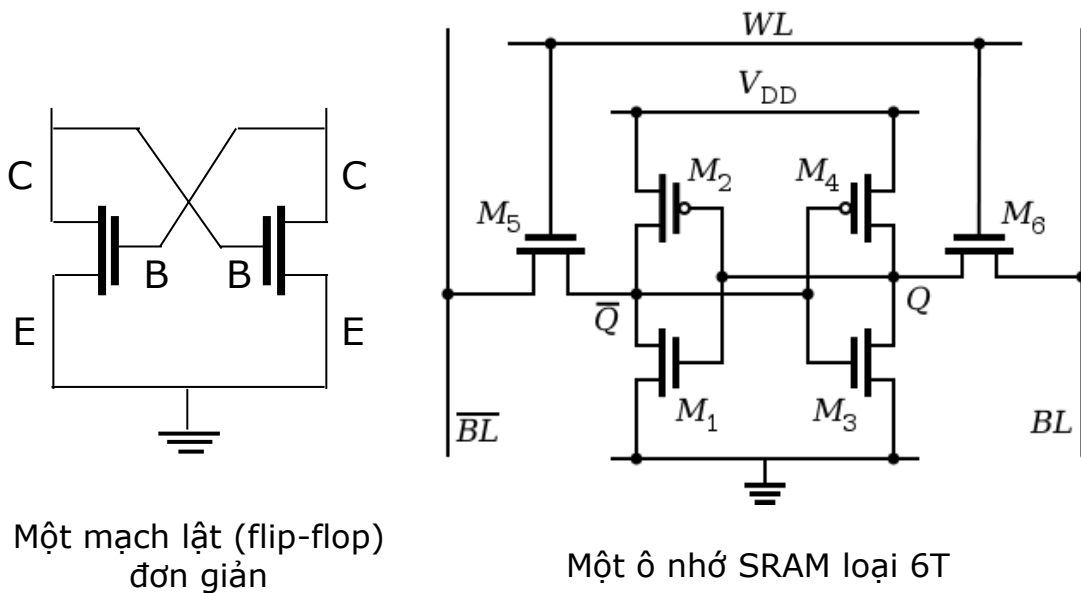 WL
V_DD
C
C
M_2
M_4
M_5
M_6
B
B
Q̅
Q
E
E
M_1
M_3
B̅L̅
BL
Một mạch lật (flip-flop)
đơn giản
Một ô nhớ SRAM loại 6T